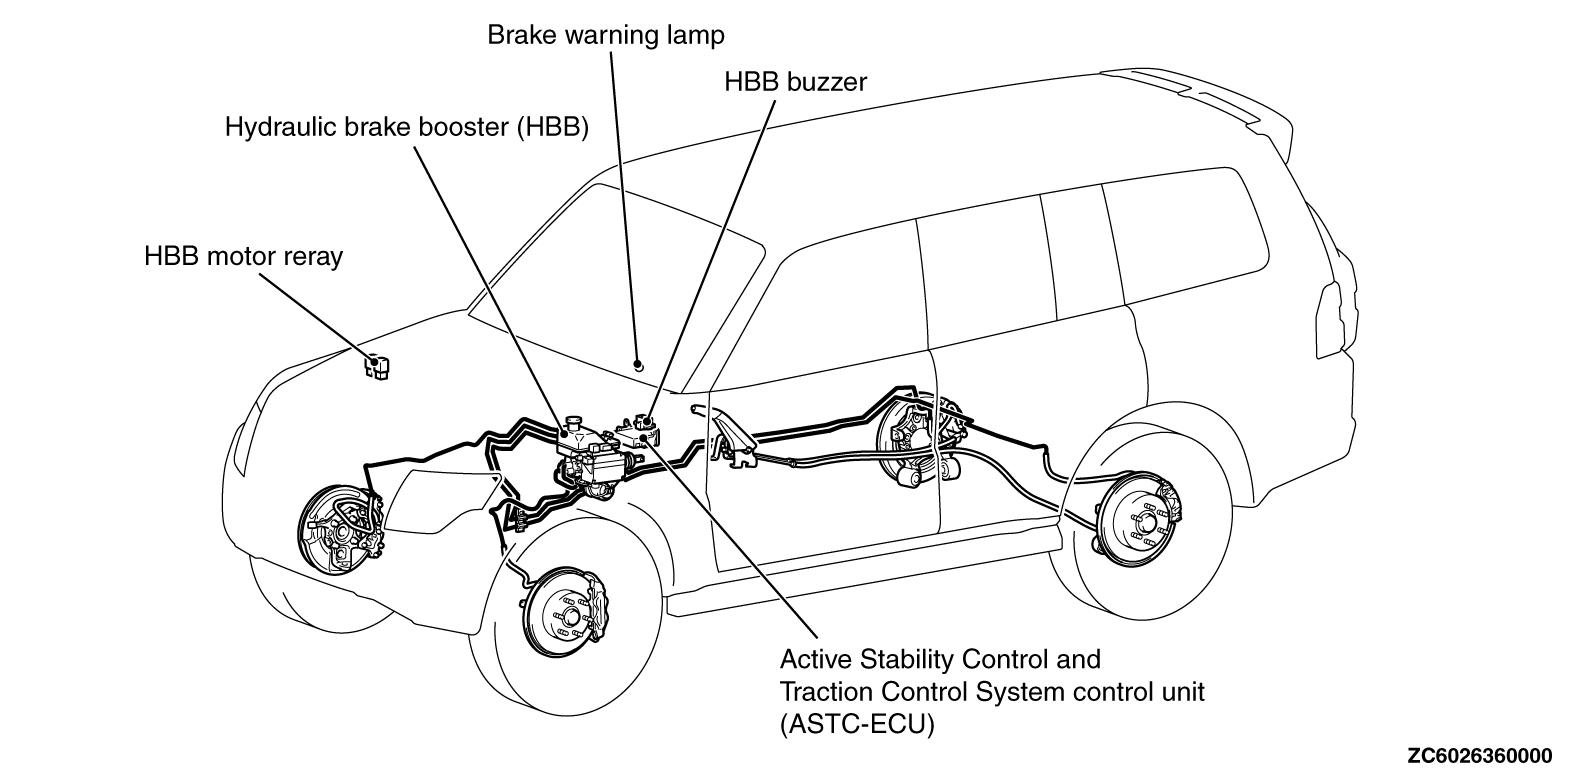 Brake warning lamp
HBB buzzer
Hydraulic brake booster (HBB)
HBB motor reray
Active Stability Control and
Traction Control System control unit
(ASTC-ECU)
ZC6026360000